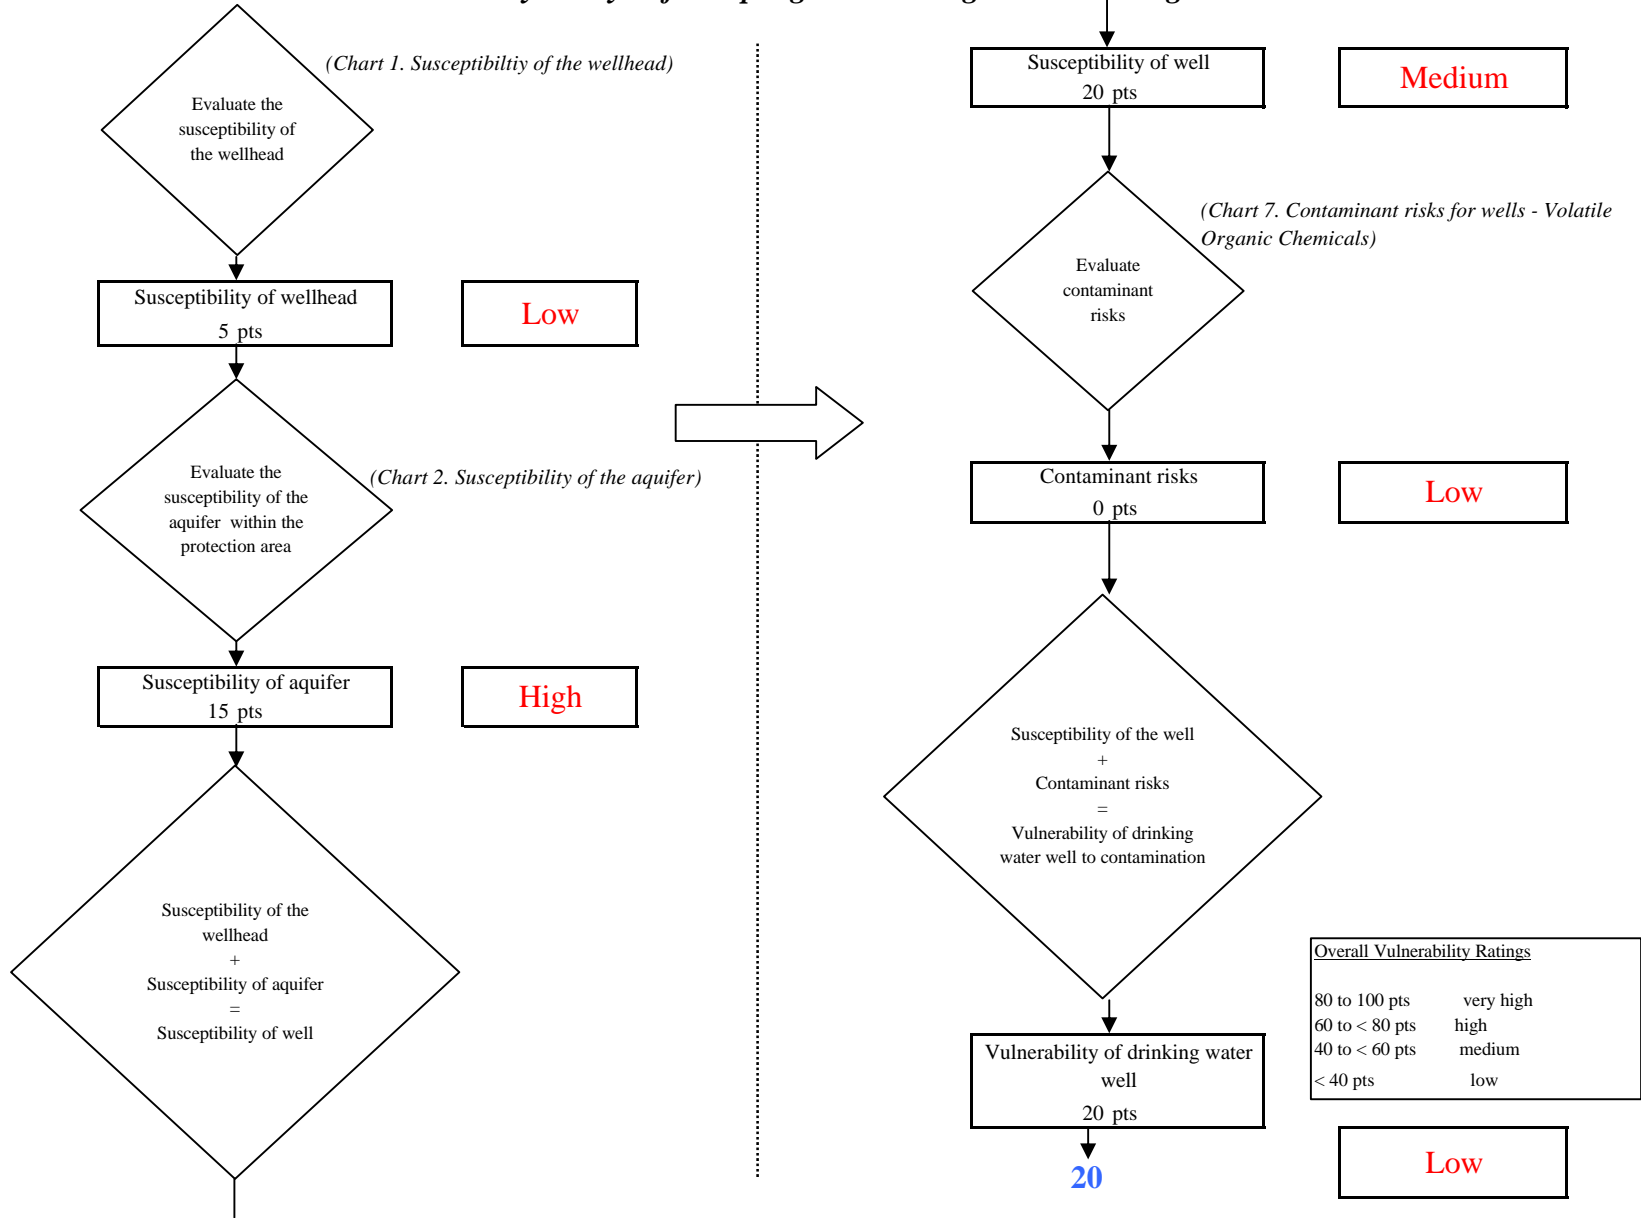 (Chart 1. Susceptibiltiy of the wellhead)
Evaluate the
susceptibility of
the wellhead
Susceptibility of wellhead
5 pts
Low
Evaluate the
susceptibility of the
aquifer within the
protection area
(Chart 2. Susceptibility of the aquifer)
Susceptibility of aquifer
15 pts
High
Susceptibility of the
wellhead
+
Susceptibility of aquifer
=
Susceptibility of well
Susceptibility of well
20 pts
Medium
(Chart 7. Contaminant risks for wells - Volatile
Organic Chemicals)
Evaluate
contaminant
risks
Contaminant risks
0 pts
Low
Susceptibility of the well
+
Contaminant risks
=
Vulnerability of drinking
water well to contamination
Overall Vulnerability Ratings
80 to 100 pts very high
60 to < 80 pts high
40 to < 60 pts medium
< 40 pts low
Vulnerability of drinking water
well
20 pts
20
Low